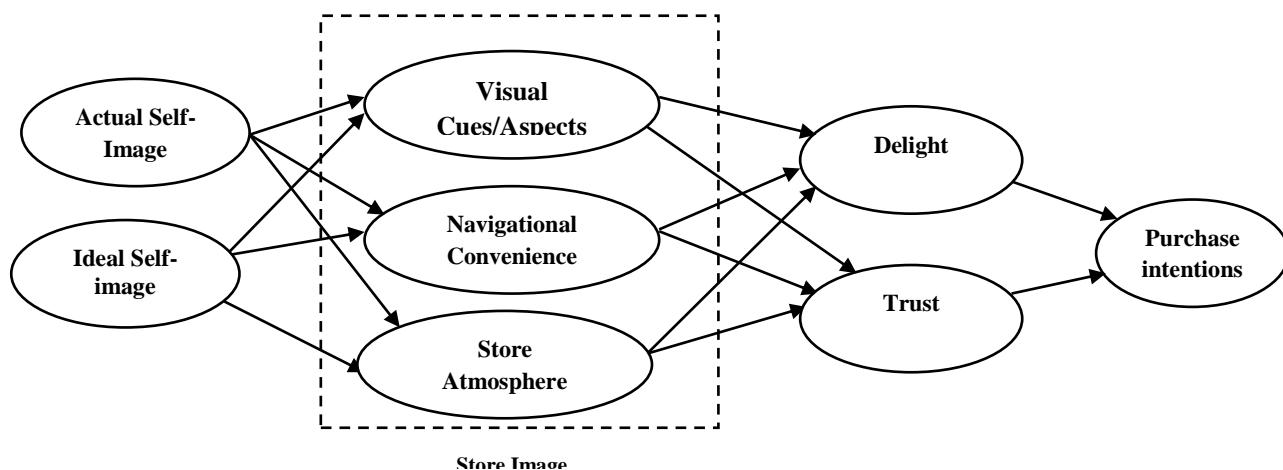 Actual Self-
Image
Ideal Self-
image
Visual
Cues/Aspects
Navigational
Convenience
Store
Atmosphere
Delight
Trust
Purchase
intentions
Store Image